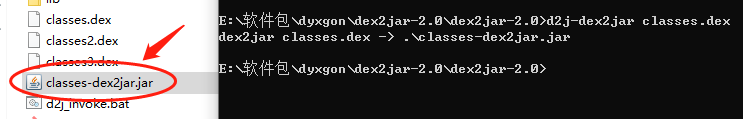 lib
classes.dex
classes2.dex
classes3.dex
classes-dex2jar.jar
d2j_invoke.bat
E:\软件包\dyxgon\dex2jar-2.0\dex2jar-2.0>d2j-dex2jar classes.dex
dex2jar classes.dex -> .\classes-dex2jar.jar
E:\软件包\dyxgon\dex2jar-2.0\dex2jar-2.0>